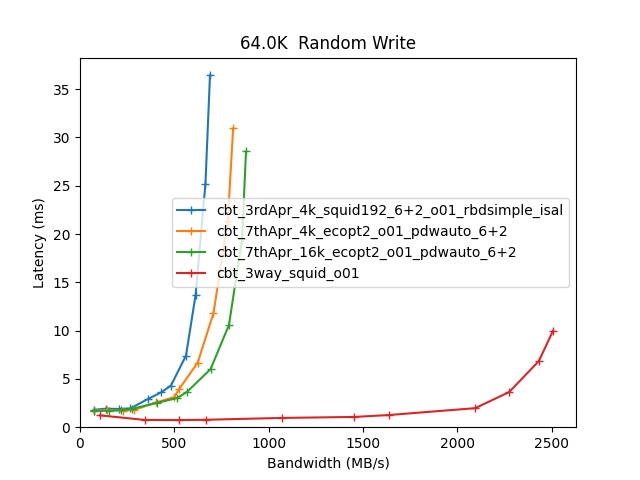 64.0K  Random Write
35
30
25
20
15
10
5
0
Latency (ms)
cbt_3rdApr_4k_squid192_6+2_o01_rbdsimple_isal
cbt_7thApr_4k_ecopt2_o01_pdwauto_6+2
cbt_7thApr_16k_ecopt2_o01_pdwauto_6+2
cbt_3way_squid_o01
0 500 1000 1500 2000 2500
Bandwidth (MB/s)